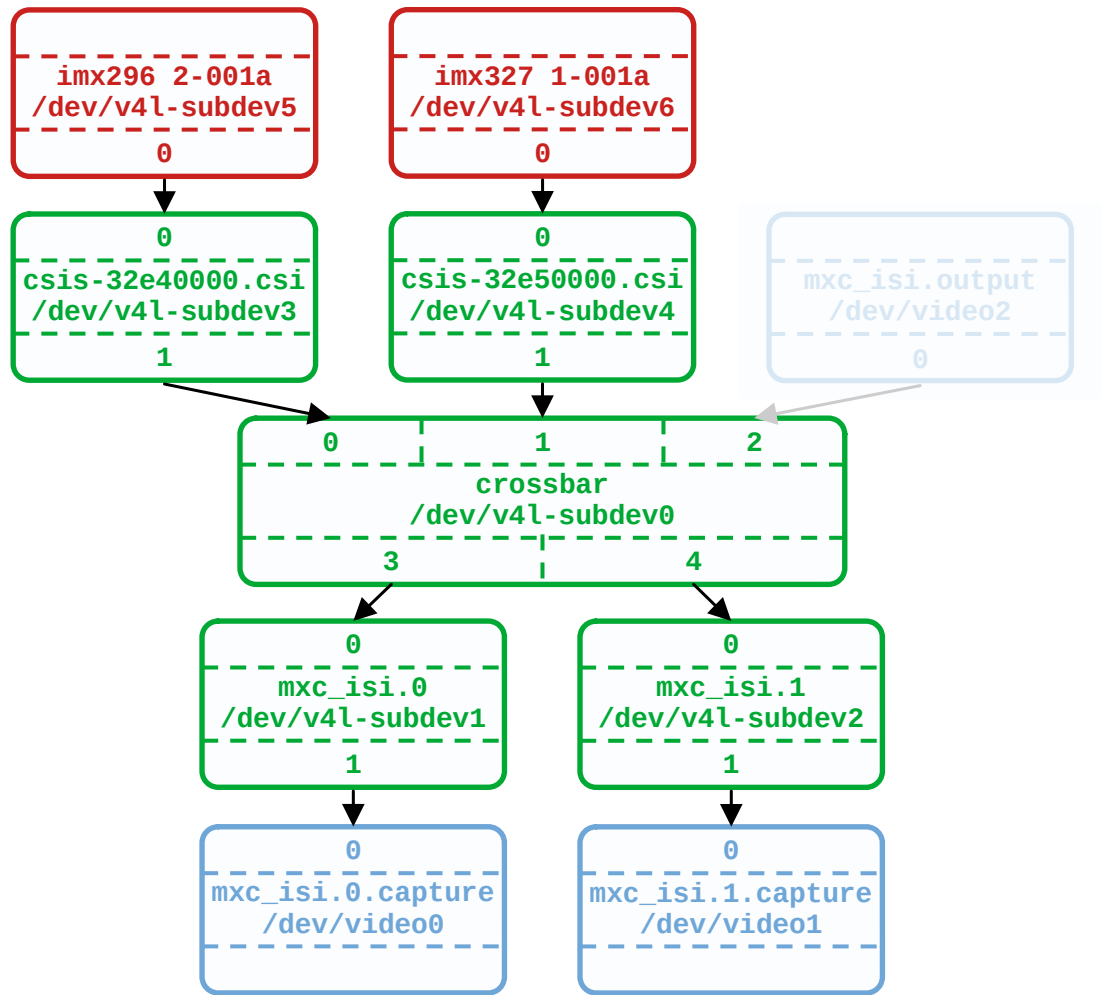 imx296 2-001a
/dev/v4l-subdev5
0
imx327 1-001a
/dev/v4l-subdev6
0
0
csis-32e40000.csi
/dev/v4l-subdev3
1
0
csis-32e50000.csi
/dev/v4l-subdev4
1
mxc_isi.output
/dev/video2
0
0 1 2
crossbar
/dev/v4l-subdev0
3 4
0
mxc_isi.0
/dev/v4l-subdev1
1
0
mxc_isi.1
/dev/v4l-subdev2
1
0
mxc_isi.0.capture
/dev/video0
0
mxc_isi.1.capture
/dev/video1